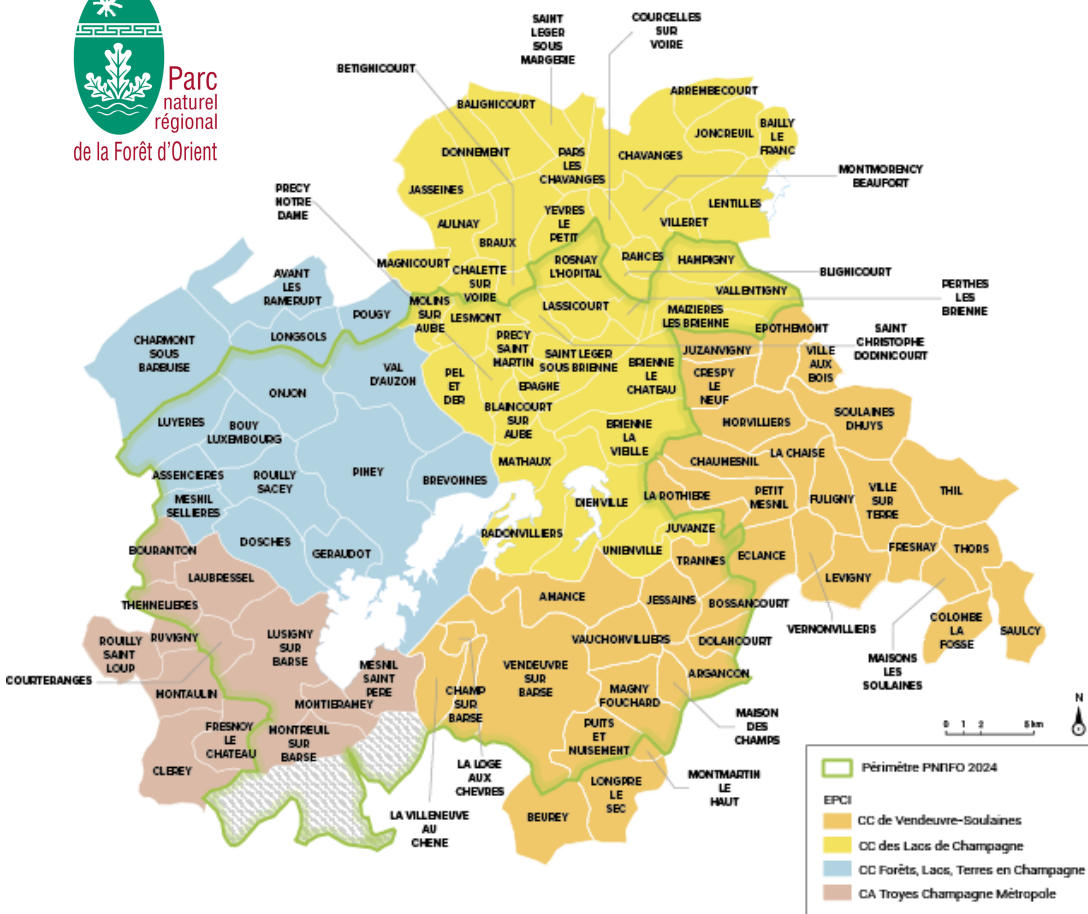 Parc
naturel
régional
de la Forêt d'Orient
SAINT
LEGER
SOUS
MARGERIE
COURCELLES
SUR
VOIRE
BETIGNICOURT
BALIGNICOURT
ARREMBECOURT
DONNEMENT
PARS
LES
CHAVANGES
CHAVANGES
JONCREUIL
BAILLY
LE
FRANC
MONTMORENCY
BEAUFORT
JASSEINES
PRECY
NOTRE
DAME
AULNAY
YEVRES
LE
PETIT
VILLERET
LENTILLES
BRAUX
MAGNICOURT
CHALETTE
SUR
VOIRE
ROSNAY
L'HOPITAL
RANCES
HAMPIGNY
BLIGNICOURT
AVANT
LES
RAMERUPT
POUGY
MOLINS
SUR
AUBE
LESMONT
LASSICOURT
VALLENTIGNY
PERTHES
LES
BRIENNE
MAIZIERES
LES BRIENNE
EPOTHEMONT
SAINT
CHRISTOPHE
DODINICOURT
CHARMONT
SOUS
BARBUISE
LONGSOLS
PRECY
SAINT
MARTIN
SAINT LEGER
SOUS BRIENNE
BRIENNE
LE
CHATEAU
JUZANVIGNY
VILLE
AUX
BOIS
CRESPY
LE
NEUF
VAL
D'AUZON
PEL
ET
DER
EPAGNE
ONJON
BLAINCOURT
SUR
AUBE
BRIENNE
LA
VIEILLE
MORVILLIERS
SOULAINES
DHUYS
LUYERES
BOUY
LUXEMBOURG
MATHAUX
CHAUMESNIL
LA CHAISE
ASSENCIERES
ROUILLY
SACEY
PINEY
BREVONNES
DIENVILLE
LA ROTHIERE
PETIT
MESNIL
FULIGNY
VILLE
SUR
TERRE
THIL
MESNIL
SELLIERES
RADONVILLIERS
JUVANZE
DOSCHES
GERAUDOT
UNIENVILLE
TRANNES
ECLANCE
FRESNAY
THORS
BOURANTON
LAUBRESSEL
AMANCE
JESSAINS
BOSSANCOURT
LEVIGNY
THENNELIERES
VERNONVILLIERS
COLOMBE
LA
FOSSE
SAULCY
ROUILLY
SAINT
LOUP
RUVIGNY
LUSIGNY
SUR
BARSE
VAUCHONVILLIERS
DOLANCOURT
MAISONS
LES
SOULAINES
COURTERANGES
MESNIL
SAINT
PERE
VENDEUVRE
SUR
BARSE
ARGANCON
MONTAULIN
MONTIERAMEY
CHAMP
SUR
BARSE
MAGNY
FOUCHARD
MAISON
DES
CHAMPS
FRESNOY
LE
CHATEAU
MONTREUIL
SUR
BARSE
PUITS
ET
NUISEMENT
CLEREY
LA LOGE
AUX
CHEVRES
LONGPRE
LE
SEC
MONTMARTIN
LE
HAUT
LA VILLENEUVE
AU
CHENE
BEUREY
N
0 1 2 5 km
Périmètre PNRFO 2024
EPCI
CC de Vendeuvre-Soulaines
CC des Lacs de Champagne
CC Forêts, Lacs, Terres en Champagne
CA Troyes Champagne Métropole